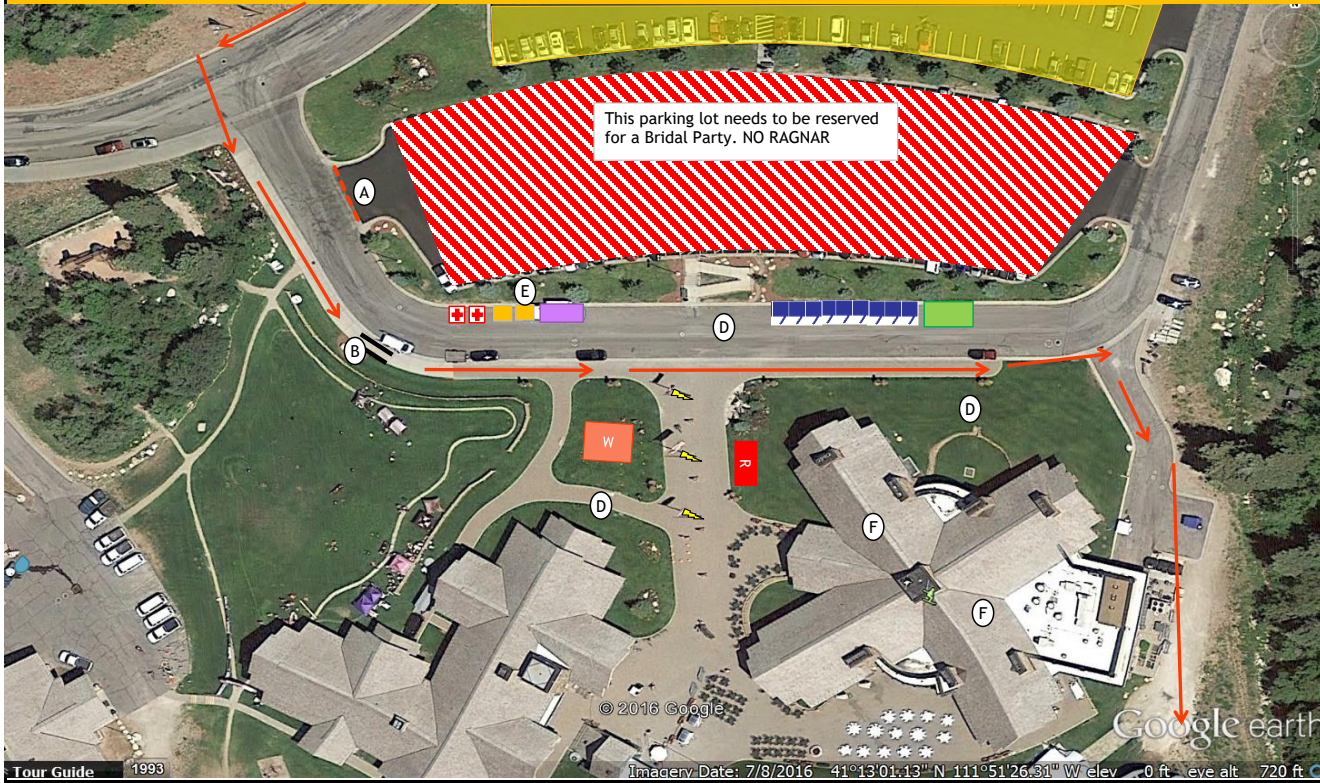 This parking lot needs to be reserved
for a Bridal Party. NO RAGNAR
A
E
D
B
D
W
R
D
F
F
© 2016 Google
Google earth
Tour Guide
1993
Imagery Date: 7/8/2016 41°13'01.13" N 111°51'26.31" W elev 0 ft eye alt 720 ft